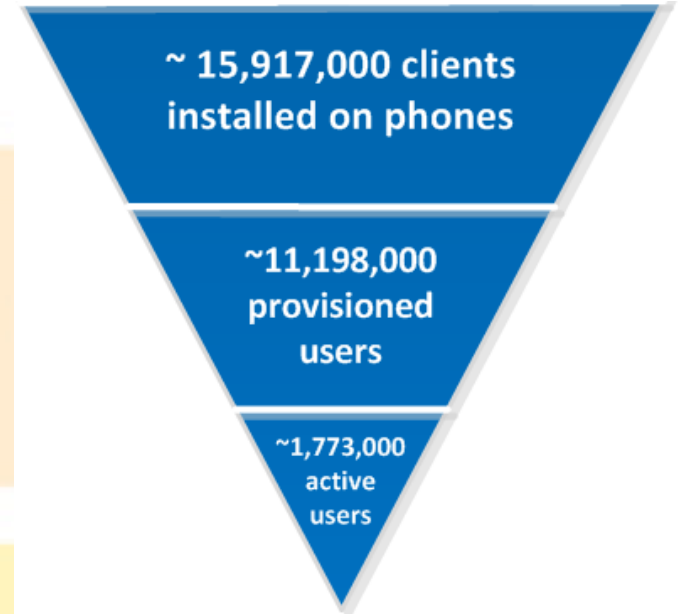 ~ 15,917,000 clients
installed on phones
~11,198,000
provisioned
users
~1,773,000
active
users